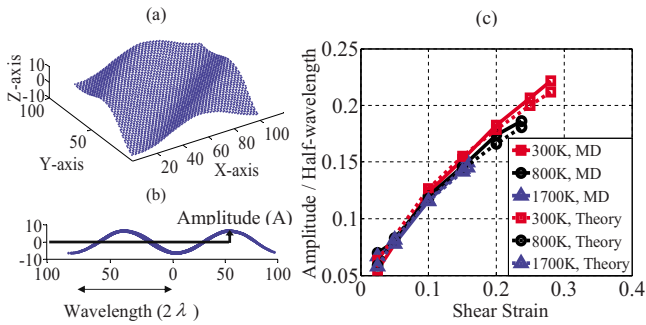 (a)
Z-axis
10
0
10
100
50
Y-axis
20
40
60
80
100
X-axis
(b)
Amplitude (A)
10
0
-10
100
50
0
50
100
Wavelength (2λ)
(c)
Amplitude / Half-wavelength
0.25
0.2
0.15
0.1
0.05
0
0.1
0.2
0.3
0.4
Shear Strain
300K, MD
800K, MD
1700K, MD
300K, Theory
800K, Theory
1700K, Theory